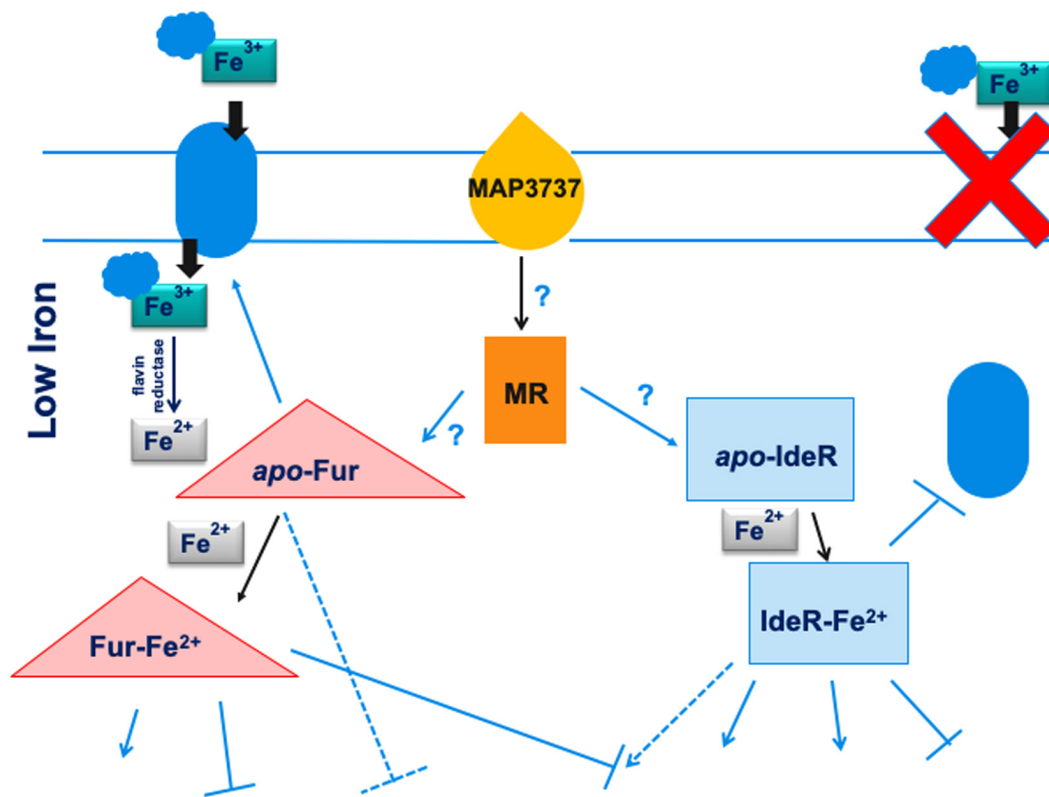 Fe3+
Fe3+
MAP3737
Fe3+
?
Low Iron
flavin
reductase
MR
?
?
Fe2+
apo-Fur
apo-IdeR
Fe2+
Fe2+
Fur-Fe2+
IdeR-Fe2+